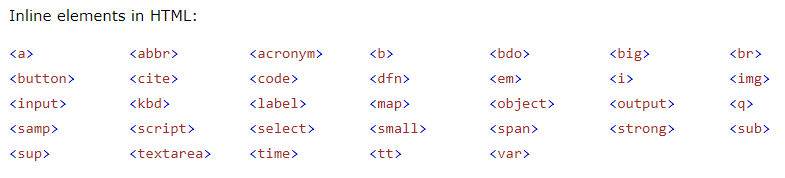 Inline elements in HTML:
<a> <abbr> <acronym> <b> <bdo> <big> <br>
<button> <cite> <code> <dfn> <em> <i> <img>
<input> <kbd> <label> <map> <object> <output> <q>
<samp> <script> <select> <small> <span> <strong> <sub>
<sup> <textarea> <time> <tt> <var>